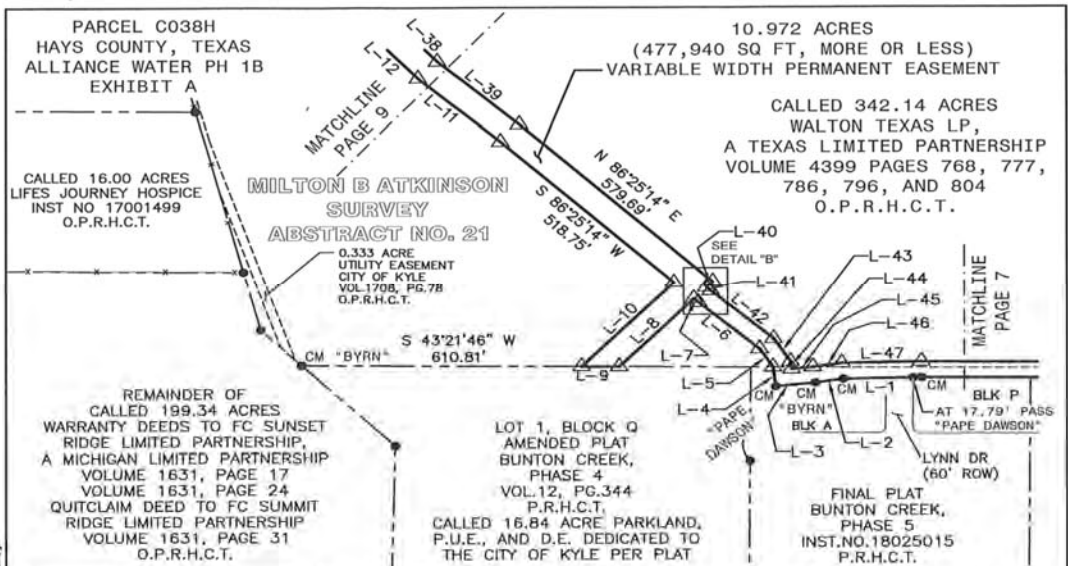 PARCEL C038H
HAYS COUNTY, TEXAS
ALLIANCE WATER PH 1B
EXHIBIT A
10.972 ACRES
(477,940 SQ FT, MORE OR LESS)
VARIABLE WIDTH PERMANENT EASEMENT
CALLED 342.14 ACRES
WALTON TEXAS LP,
A TEXAS LIMITED PARTNERSHIP
VOLUME 4399 PAGES 768, 777,
786, 796, AND 804
O.P.R.H.C.T.
L-38
L-12
L-39
L-11
MATCHLINE
PAGE 9
CALLED 16.00 ACRES
LIFES JOURNEY HOSPICE
INST NO 17001499
O.P.R.H.C.T.
MILTON B ATKINSON
SURVEY
ABSTRACT NO. 21
0.333 ACRE
UTILITY EASEMENT
CITY OF KYLE
VOL.1708, PG.78
O.P.R.H.C.T.
N 86°25'14" E
579.69'
S 86°25'14" W
518.75'
L-40
SEE
DETAIL "B"
L-41
L-42
L-43
L-44
L-45
L-46
L-47
MATCHLINE
PAGE 7
L-10
L-8
L-6
L-7
L-9
L-5
L-4
S 43°21'46" W
610.81'
CM "BYRN"
CM
CM
CM
CM
"BYRN"
BLK A
L-1
L-2
L-3
BLK P
AT 17.79' PASS
"PAPE DAWSON"
"PAPE
DAWSON"
LYNN DR
(60' ROW)
REMAINDER OF
CALLED 199.34 ACRES
WARRANTY DEEDS TO FC SUNSET
RIDGE LIMITED PARTNERSHIP,
A MICHIGAN LIMITED PARTNERSHIP
VOLUME 1631, PAGE 17
VOLUME 1631, PAGE 24
QUITCLAIM DEED TO FC SUMMIT
RIDGE LIMITED PARTNERSHIP
VOLUME 1631, PAGE 31
O.P.R.H.C.T.
LOT 1, BLOCK Q
AMENDED PLAT
BUNTON CREEK,
PHASE 4
VOL.12, PG.344
P.R.H.C.T.
CALLED 16.84 ACRE PARKLAND,
P.U.E., AND D.E. DEDICATED TO
THE CITY OF KYLE PER PLAT
FINAL PLAT
BUNTON CREEK,
PHASE 5
INST.NO.18025015
P.R.H.C.T.